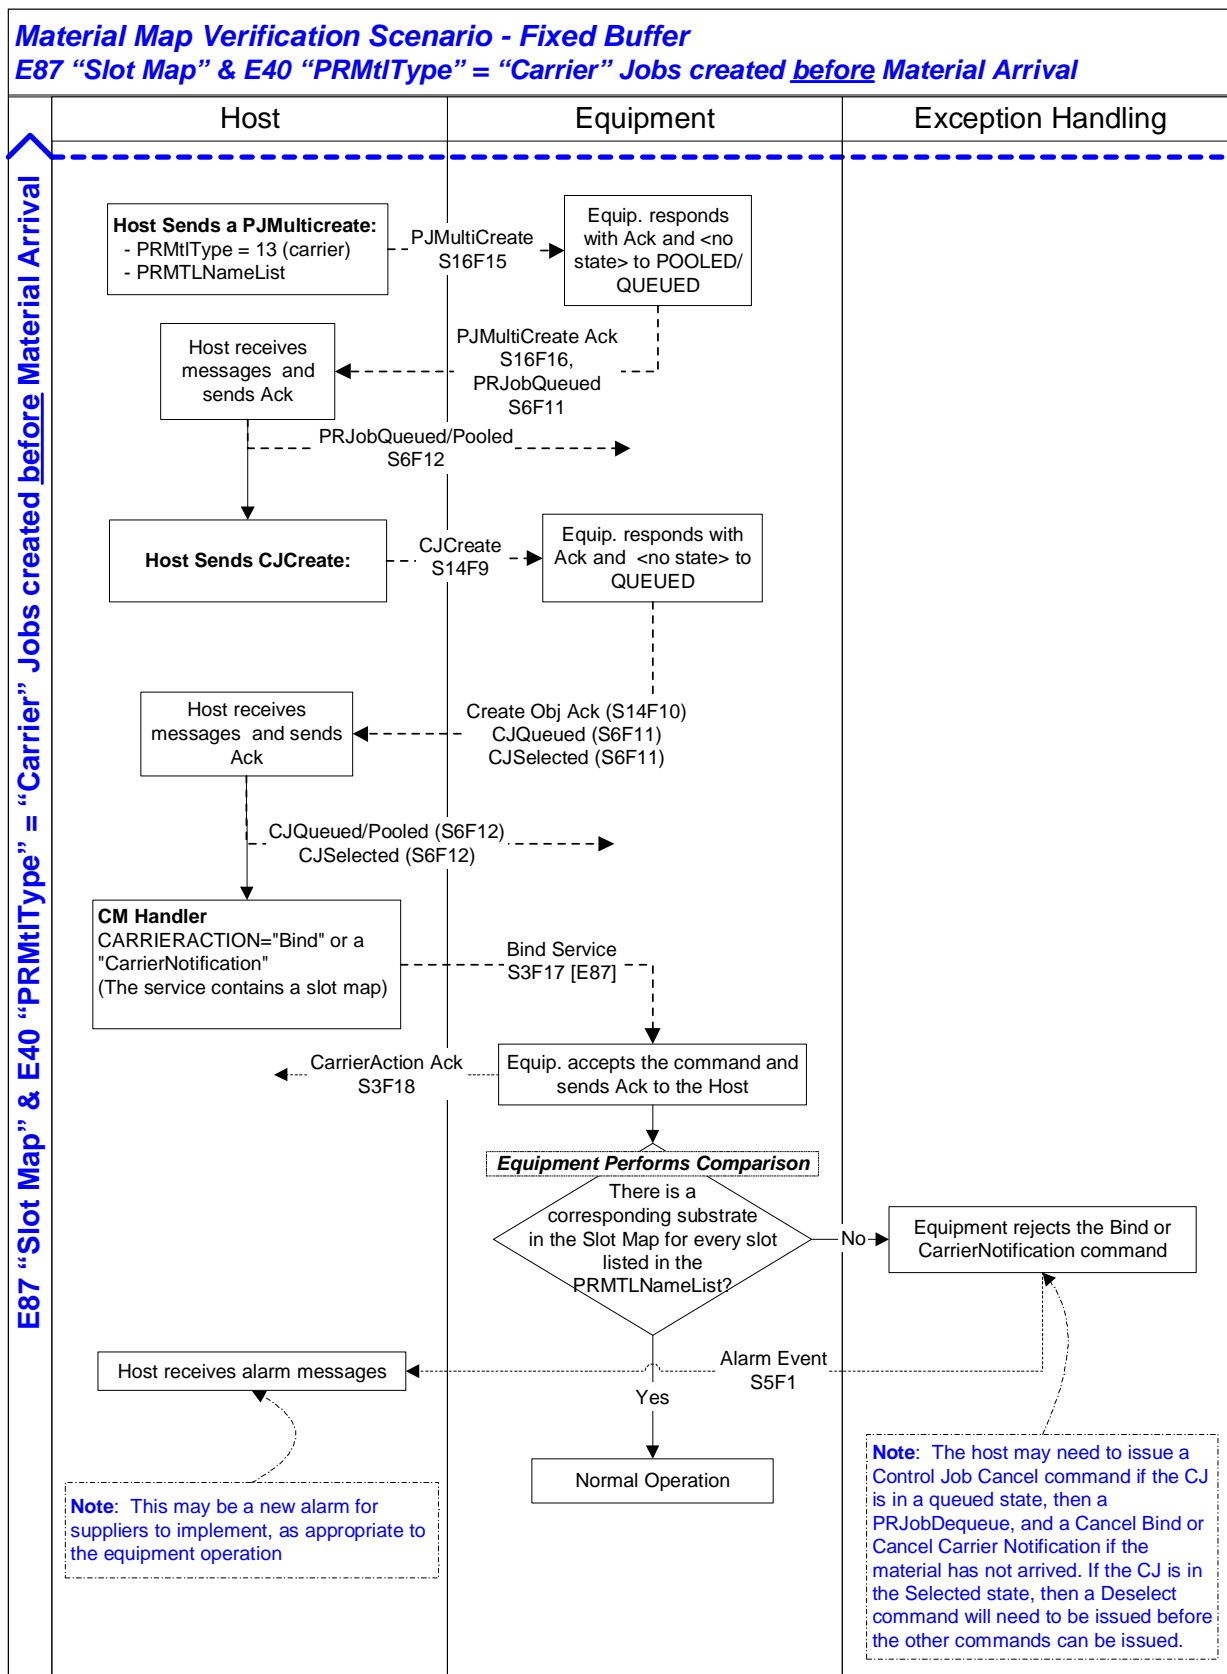 Material Map Verification Scenario - Fixed Buffer
E87 “Slot Map” & E40 “PRMtlType” = “Carrier” Jobs created before Material Arrival
Host
Equipment
Exception Handling
E87 “Slot Map” & E40 “PRMtlType” = “Carrier” Jobs created before Material Arrival
Host Sends a PJMulticreate:
- PRMtlType = 13 (carrier)
- PRMTLNameList
PJMultiCreate
S16F15
Equip. responds
with Ack and <no
state> to POOLED/
QUEUED
Host receives
messages and
sends Ack
PJMultiCreate Ack
S16F16,
PRJobQueued
S6F11
PRJobQueued/Pooled
S6F12
Host Sends CJCreate:
CJCreate
S14F9
Equip. responds with
Ack and <no state> to
QUEUED
Host receives
messages and sends
Ack
Create Obj Ack (S14F10)
CJQueued (S6F11)
CJSelected (S6F11)
CJQueued/Pooled (S6F12)
CJSelected (S6F12)
CM Handler
CARRIERACTION="Bind" or a
"CarrierNotification"
(The service contains a slot map)
Bind Service
S3F17 [E87]
CarrierAction Ack
S3F18
Equip. accepts the command and
sends Ack to the Host
Equipment Performs Comparison
There is a
corresponding substrate
in the Slot Map for every slot
listed in the
PRMTLNameList?
No
Equipment rejects the Bind or
CarrierNotification command
Host receives alarm messages
Alarm Event
S5F1
Yes
Normal Operation
Note: This may be a new alarm for
suppliers to implement, as appropriate to
the equipment operation
Note: The host may need to issue a
Control Job Cancel command if the CJ
is in a queued state, then a
PRJobDequeue, and a Cancel Bind or
Cancel Carrier Notification if the
material has not arrived. If the CJ is in
the Selected state, then a Deselect
command will need to be issued before
the other commands can be issued.